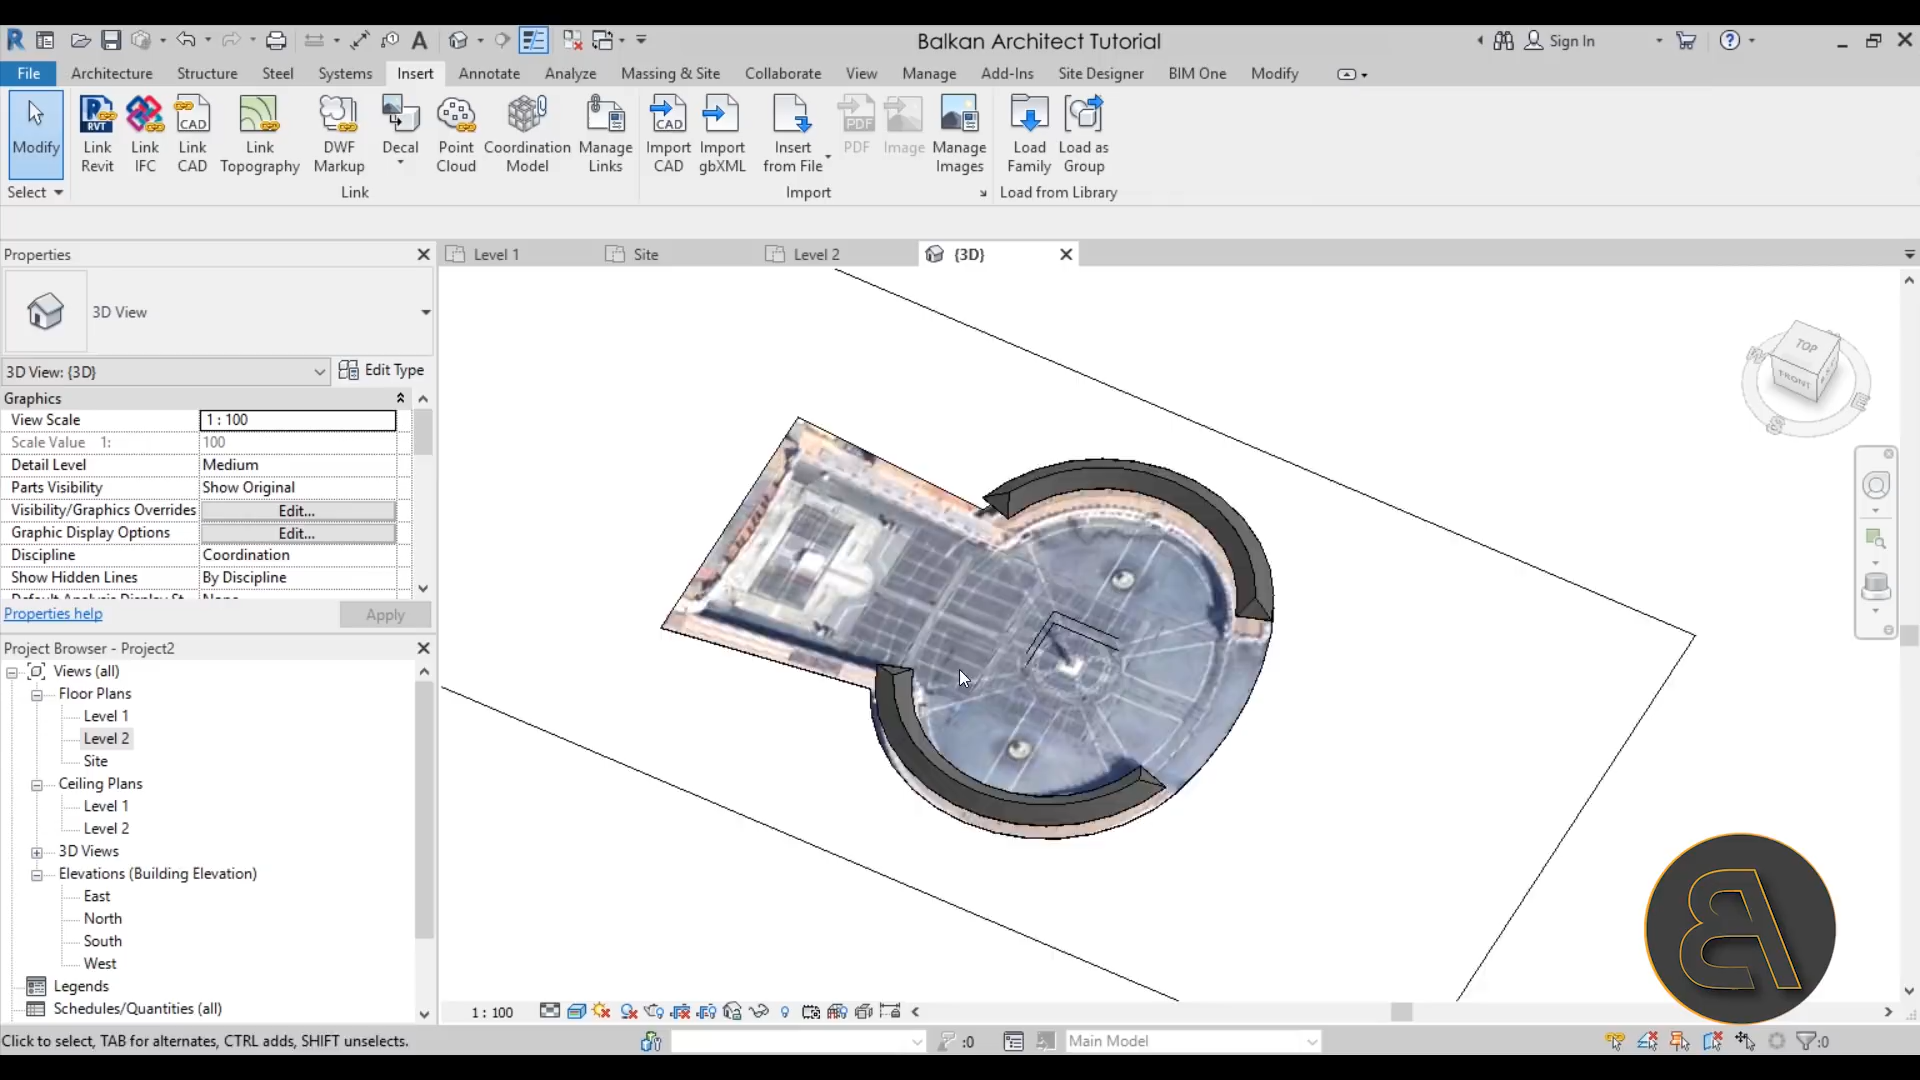 Balkan Architect Tutorial
Sign In
File Architecture Structure Steel Systems Insert Annotate Analyze Massing & Site Collaborate View Manage Add-Ins Site Designer BIM One Modify
Modify
Link Revit
Link IFC
Link CAD
Link Topography
DWF Markup
Decal
Point Cloud
Coordination Model
Manage Links
Import CAD
Import gbXML
Insert from File
PDF
Image
Manage Images
Load Family
Load as Group
Select Link Import Load from Library
Properties
Level 1 Site Level 2 {3D}
3D View
3D View: {3D} Edit Type
Graphics
View Scale 1 : 100
Scale Value 1: 100
Detail Level Medium
Parts Visibility Show Original
Visibility/Graphics Overrides Edit...
Graphic Display Options Edit...
Discipline Coordination
Show Hidden Lines By Discipline
Properties help Apply
Project Browser - Project2
Views (all)
Floor Plans
Level 1
Level 2
Site
Ceiling Plans
Level 1
Level 2
3D Views
Elevations (Building Elevation)
East
North
South
West
Legends
Schedules/Quantities (all)
TOP
FRONT
W
S
E
1 : 100
Click to select, TAB for alternates, CTRL adds, SHIFT unselects.
:0
Main Model
:0